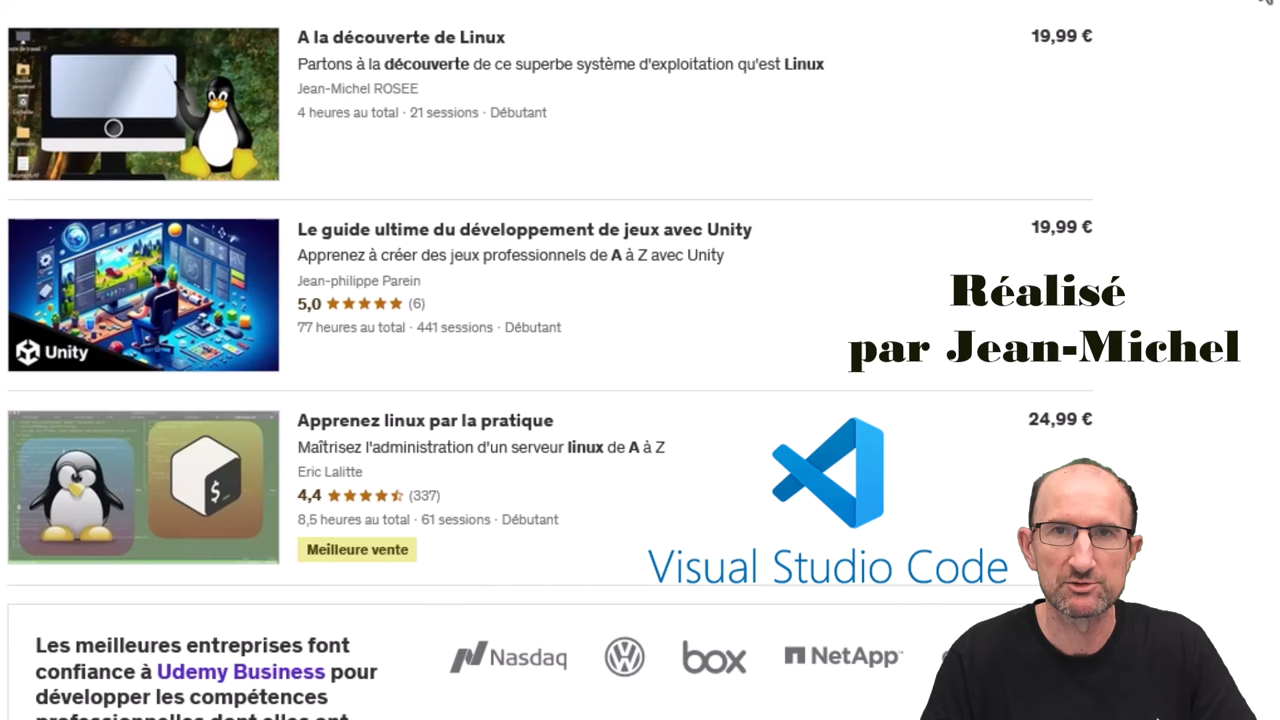 A la découverte de Linux
19,99 €
Partons à la découverte de ce superbe système d'exploitation qu'est Linux
Jean-Michel ROSEE
4 heures au total · 21 sessions · Débutant
Le guide ultime du développement de jeux avec Unity
19,99 €
Apprenez à créer des jeux professionnels de A à Z avec Unity
Jean-philippe Parein
5,0 (6)
77 heures au total · 441 sessions · Débutant
Unity
Réalisé
par Jean-Michel
Apprenez linux par la pratique
24,99 €
Maîtrisez l'administration d'un serveur linux de A à Z
Eric Lalitte
4,4 (337)
8,5 heures au total · 61 sessions · Débutant
Meilleure vente
$
Visual Studio Code
Les meilleures entreprises font
confiance à Udemy Business pour
développer les compétences
professionnelles dont elles ont
Nasdaq
box
NetApp